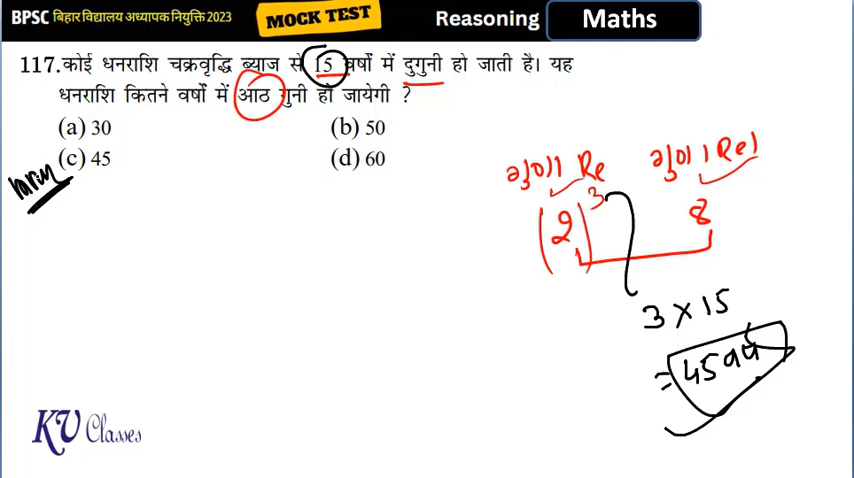 BPSC बिहार विद्यालय अध्यापक नियुक्ति 2023 MOCK TEST Reasoning Maths
117.कोई धनराशि चक्रवृद्धि ब्याज से 15 वर्षों में दुगुनी हो जाती है। यह
धनराशि कितने वर्षों में आठ गुनी हो जायेगी ?
(a) 30 (b) 50
(c) 45 (d) 60
गुणा Re गुणा Rel
(2)3 8
3 × 15
= 45 वर्ष
KV Classes